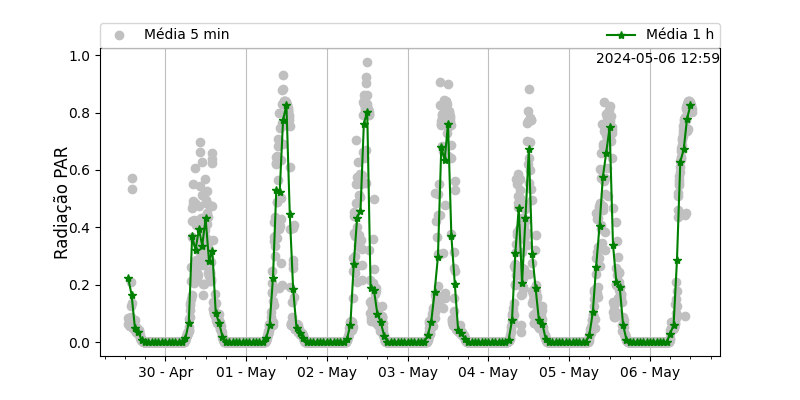 Média 5 min
Média 1 h
2024-05-06 12:59
Radiação PAR
1.0
0.8
0.6
0.4
0.2
0.0
30 - Apr
01 - May
02 - May
03 - May
04 - May
05 - May
06 - May